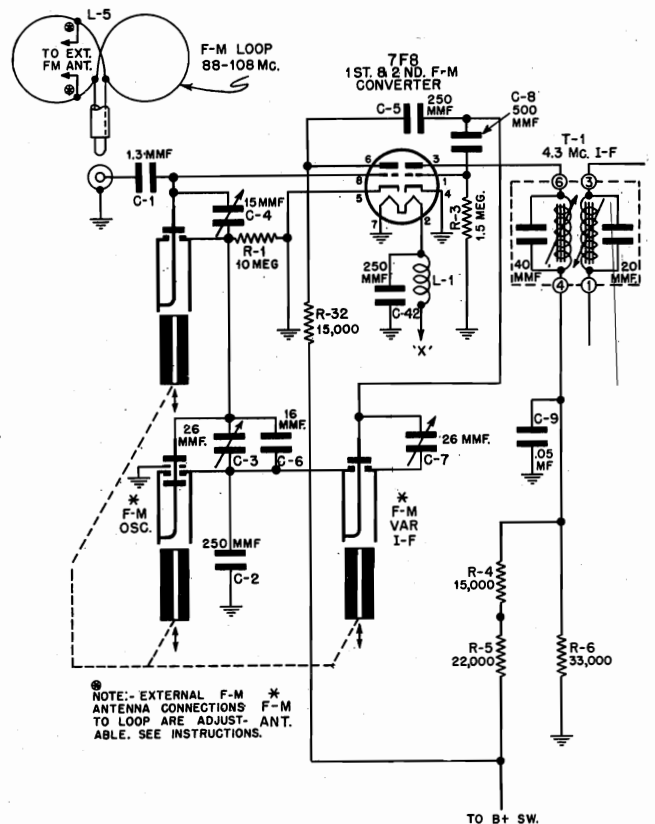 L-5
TO EXT.
FM ANT.
F-M LOOP
88-108 MC.
7F8
1ST. & 2 ND. F-M
CONVERTER
C-5
250
MMF
C-8
500
MMF
T-1
4.3 MC. I-F
1.3 MMF
C-1
6
8
5
7
3
1
4
2
15 MMF
C-4
R-1
10 MEG
R-3
1.5 MEG.
6
3
40
MMF
20
MMF
4
1
250
MMF
C-42
L-1
'X'
R-32
15,000
26
MMF.
C-3
16
MMF.
C-6
26 MMF.
C-7
C-9
.05
MF
*
F-M
OSC.
*
F-M
VAR
I-F
250 MMF
C-2
R-4
15,000
R-5
22,000
R-6
33,000
NOTE:- EXTERNAL F-M
ANTENNA CONNECTIONS
TO LOOP ARE ADJUST-
ABLE. SEE INSTRUCTIONS.
*
F-M
ANT.
TO B+ SW.